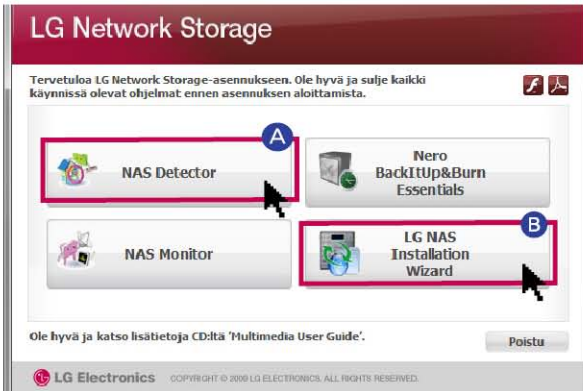 LG Network Storage
Tervetuloa LG Network Storage-asennukseen. Ole hyvä ja sulje kaikki
käynnissä olevat ohjelmat ennen asennuksen aloittamista.
A
NAS Detector
Nero
BackItUp&Burn
Essentials
NAS Monitor
B
LG NAS
Installation
Wizard
Ole hyvä ja katso lisätietoja CD:ltä 'Multimedia User Guide'.
Poistu
LG Electronics COPYRIGHT © 2009 LG ELECTRONICS. ALL RIGHTS RESERVED.